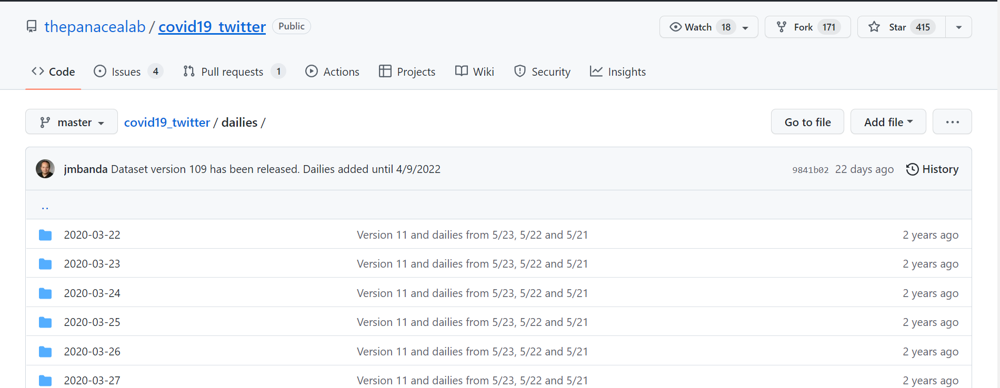 thepanacealab / covid19_twitter Public
Watch 18 Fork 171 Star 415
Code Issues 4 Pull requests 1 Actions Projects Wiki Security Insights
master covid19_twitter / dailies / Go to file Add file ...
jmbanda Dataset version 109 has been released. Dailies added until 4/9/2022 9841b02 22 days ago History
..
2020-03-22 Version 11 and dailies from 5/23, 5/22 and 5/21 2 years ago
2020-03-23 Version 11 and dailies from 5/23, 5/22 and 5/21 2 years ago
2020-03-24 Version 11 and dailies from 5/23, 5/22 and 5/21 2 years ago
2020-03-25 Version 11 and dailies from 5/23, 5/22 and 5/21 2 years ago
2020-03-26 Version 11 and dailies from 5/23, 5/22 and 5/21 2 years ago
2020-03-27 Version 11 and dailies from 5/23, 5/22 and 5/21 2 years ago